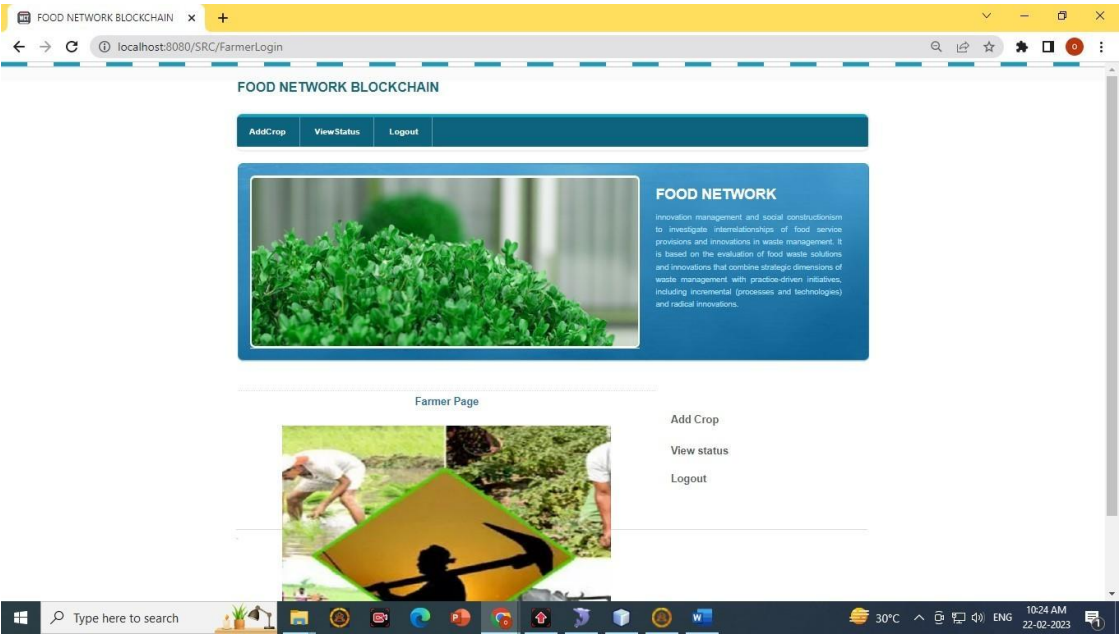 FOOD NETWORK BLOCKCHAIN
localhost:8080/SRC/FarmerLogin
FOOD NETWORK BLOCKCHAIN
AddCrop ViewStatus Logout
FOOD NETWORK
innovation management and social constructionism
to investigate interrelationships of food service
provisions and innovations in waste management. It
is based on the evaluation of food waste solutions
and innovations that combine strategic dimensions of
waste management with practice-driven initiatives,
including incremental (processes and technologies)
and radical innovations.
Farmer Page
Add Crop
View status
Logout
Type here to search
30°C
ENG
10:24 AM
22-02-2023